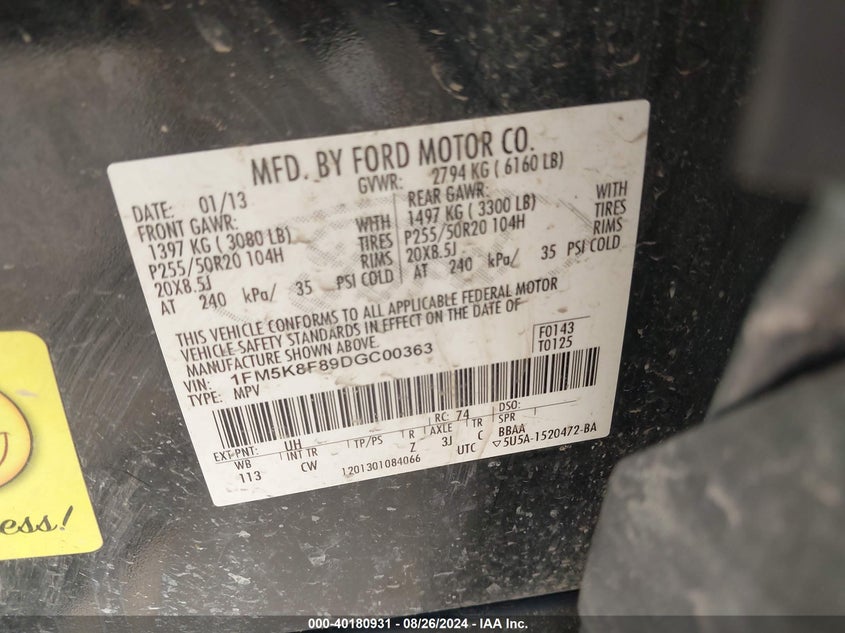 MFD. BY FORD MOTOR CO.
DATE: 01/13
GVWR: 2794 KG ( 6160 LB)
FRONT GAWR:
1397 KG ( 3080 LB)
P255/50R20 104H
20X8.5J
AT 240 kPa/ 35 PSI COLD
WITH
TIRES
RIMS
REAR GAWR:
1497 KG ( 3300 LB)
P255/50R20 104H
20X8.5J
AT 240 kPa/ 35 PSI COLD
WITH
TIRES
RIMS
THIS VEHICLE CONFORMS TO ALL APPLICABLE FEDERAL MOTOR
VEHICLE SAFETY STANDARDS IN EFFECT ON THE DATE OF
MANUFACTURE SHOWN ABOVE.
VIN: 1FM5K8F89DGC00363
TYPE: MPV
F0143
T0125
EXT PNT: UH RC: 74 DSO:
WB INT TR TP/PS R AXLE TR SPR
113 CW Z 3J C BBAA
1201301084066 UTC ▽5U5A-1520472-BA
ess!
000-40180931 - 08/26/2024 - IAA Inc.